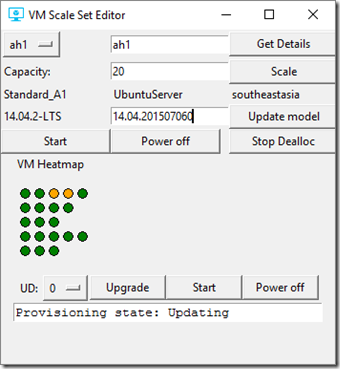 VM Scale Set Editor
ah1 ah1 Get Details
Capacity: 20 Scale
Standard_A1 UbuntuServer southeastasia
14.04.2-LTS 14.04.201507060 Update model
Start Power off Stop Dealloc
VM Heatmap
UD: 0 Upgrade Start Power off
Provisioning state: Updating